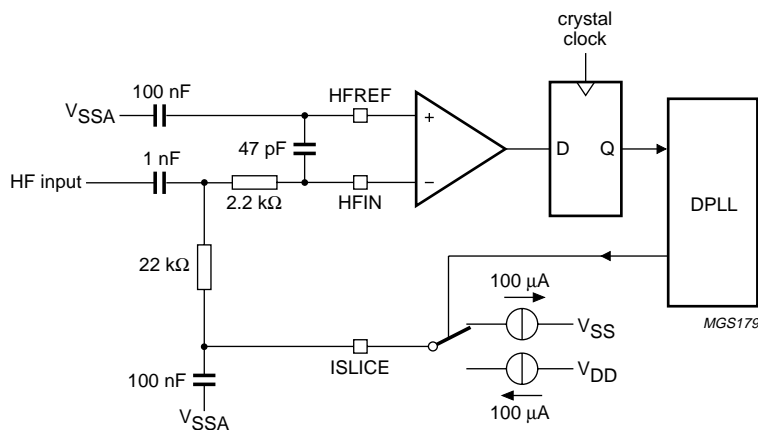 crystal
clock
100 nF
HFREF
VSSA
+
47 pF
D
Q
1 nF
HF input
−
DPLL
2.2 kΩ
HFIN
22 kΩ
100 μA
VSS
MGS179
100 nF
ISLICE
VDD
VSSA
100 μA